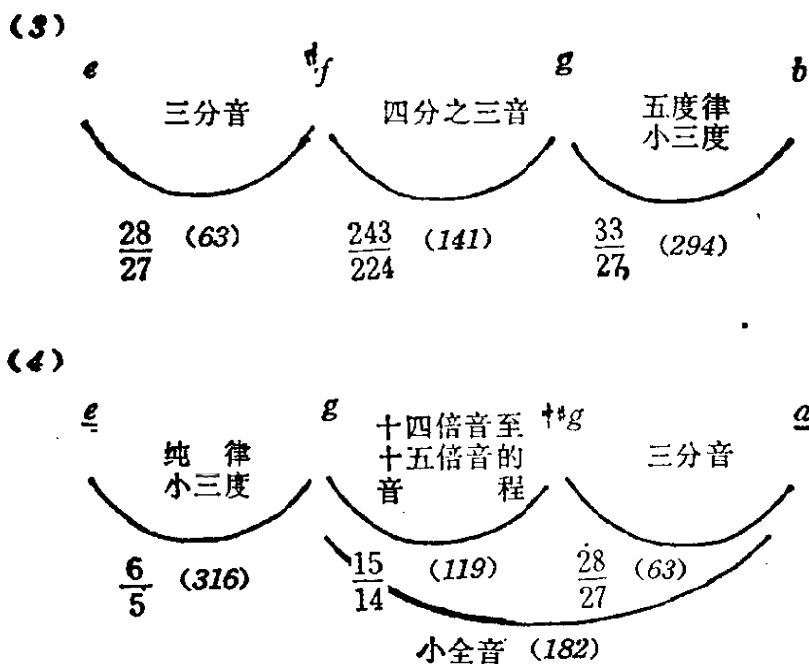 (3)
e f g b
三分音 四分之三音 五度律
小三度
28/27 (63) 243/224 (141) 33/27 (294)
(4)
e g g a
纯律 十四倍音至 三分音
小三度 十五倍音的
音程
6/5 (316) 15/14 (119) 28/27 (63)
小全音 (182)